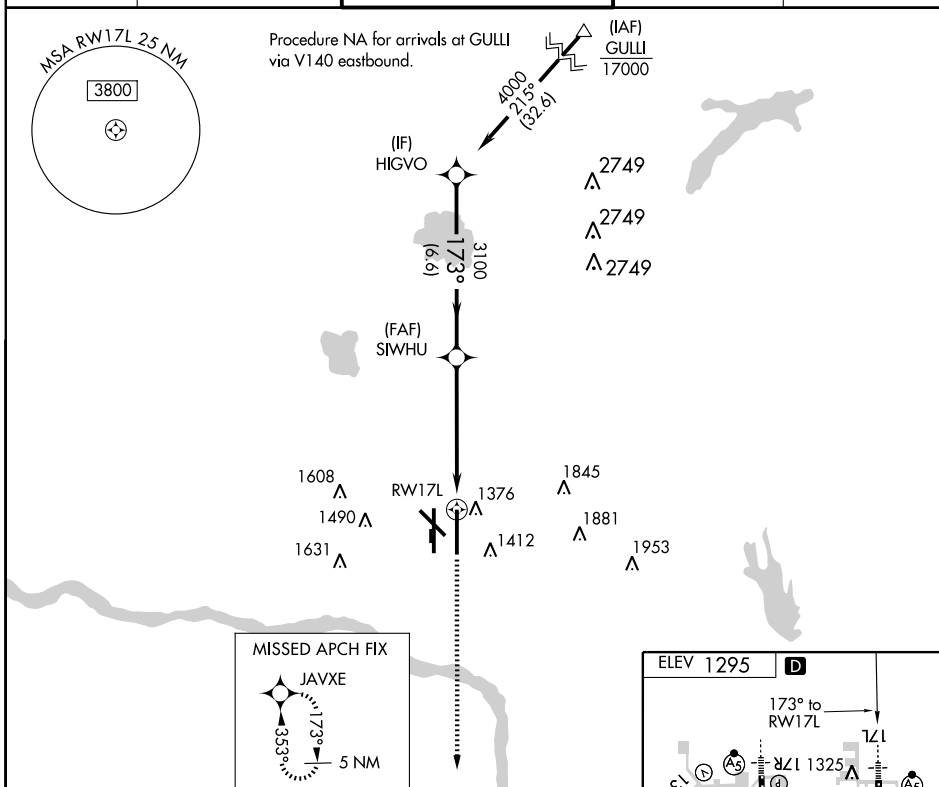 MSA RW17L 25 NM
3800
Procedure NA for arrivals at GULLI
via V140 eastbound.
(IAF)
GULLI
17000
4000
215°
(32.6)
(IF)
HIGVO
2749
2749
2749
3100
173°
(6.6)
(FAF)
SIWHU
1608
1490
1631
RW17L
1376
1412
1845
1881
1953
MISSED APCH FIX
JAVXE
353°
173°
5 NM
ELEV 1295
D
173° to
RW17L
17L
17R
1325
A5
P
A5